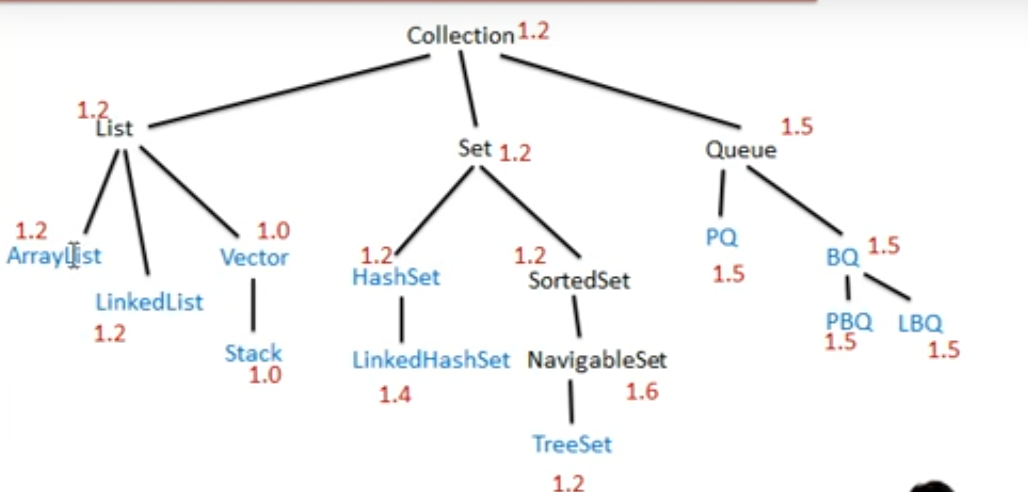 Collection 1.2
1.2
List
Set 1.2
1.5
Queue
1.2
ArrayList
LinkedList
1.2
1.0
Vector
Stack
1.0
1.2
HashSet
LinkedHashSet
1.4
1.2
SortedSet
NavigableSet
1.6
TreeSet
1.2
PQ
1.5
BQ 1.5
PBQ
1.5
LBQ
1.5